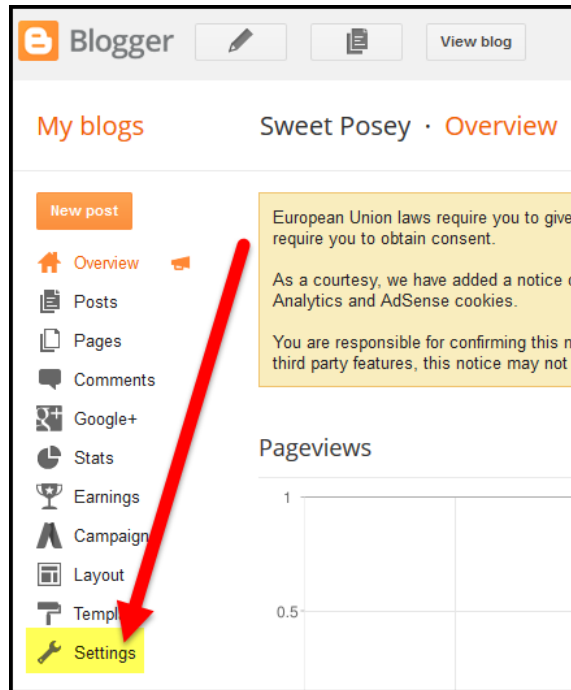 Blogger
View blog
My blogs
Sweet Posey · Overview
New post
Overview
Posts
Pages
Comments
Google+
Stats
Earnings
Campaign
Layout
Templ
Settings
European Union laws require you to give
require you to obtain consent.
As a courtesy, we have added a notice
Analytics and AdSense cookies.
You are responsible for confirming this
third party features, this notice may not
Pageviews
1
0.5